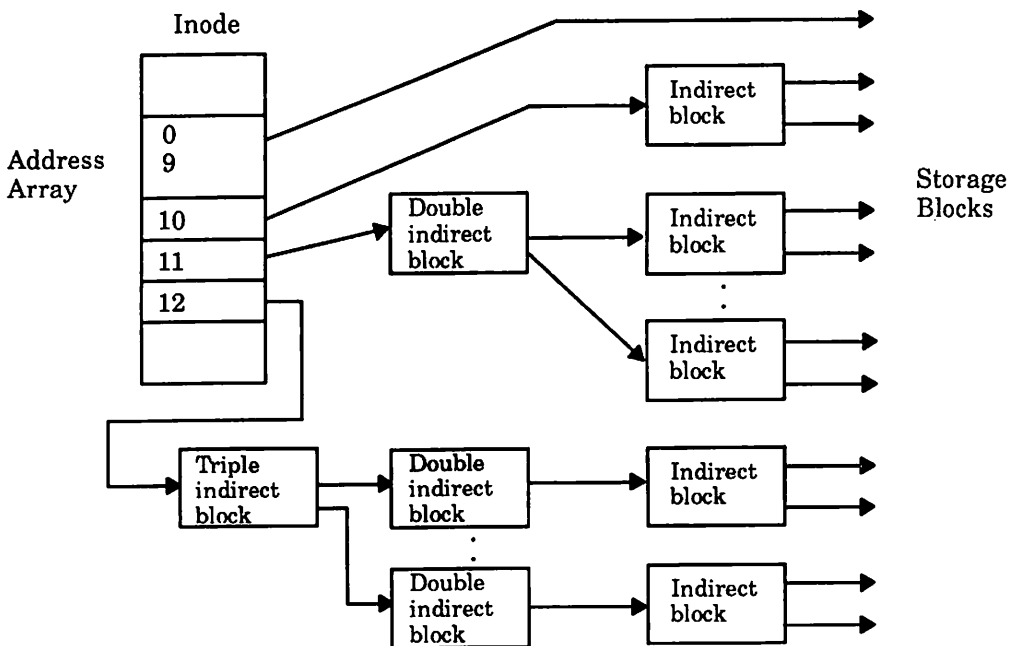 Inode
Address
Array
0
9
10
11
12
Indirect
block
Double
indirect
block
Indirect
block
Indirect
block
Storage
Blocks
Triple
indirect
block
Double
indirect
block
Indirect
block
Double
indirect
block
Indirect
block